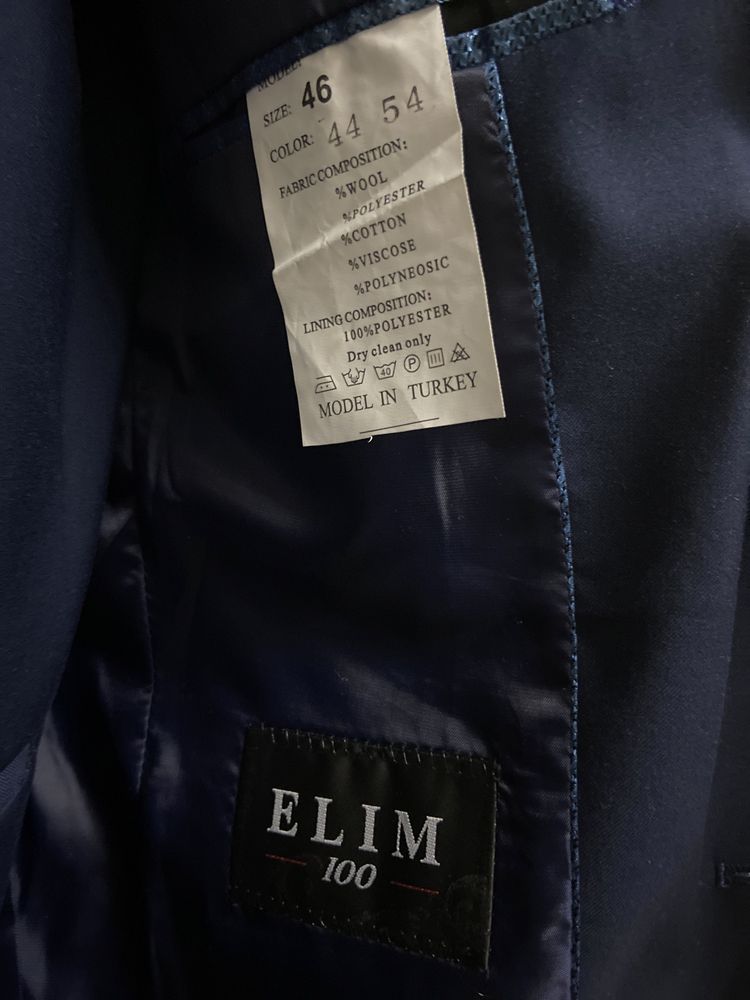 MODEL:
SIZE: 46
COLOR: 44 54
FABRIC COMPOSITION:
%WOOL
%POLYESTER
%COTTON
%VISCOSE
%POLYNEOSIC
LINING COMPOSITION:
100%POLYESTER
Dry clean only
40 P
MODEL IN TURKEY
ELIM
100